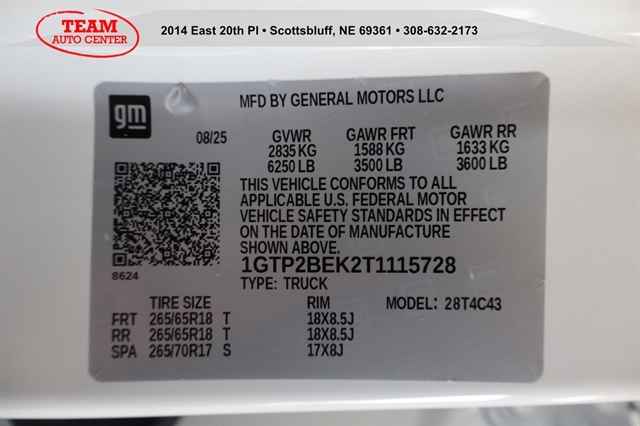 TEAM
AUTO CENTER
2014 East 20th Pl • Scottsbluff, NE 69361 • 308-632-2173
gm
MFD BY GENERAL MOTORS LLC
08/25 GVWR GAWR FRT GAWR RR
2835 KG 1588 KG 1633 KG
6250 LB 3500 LB 3600 LB
THIS VEHICLE CONFORMS TO ALL
APPLICABLE U.S. FEDERAL MOTOR
VEHICLE SAFETY STANDARDS IN EFFECT
ON THE DATE OF MANUFACTURE
SHOWN ABOVE.
8624
1GTP2BEK2T1115728
TYPE: TRUCK
TIRE SIZE RIM MODEL: 28T4C43
FRT 265/65R18 T 18X8.5J
RR 265/65R18 T 18X8.5J
SPA 265/70R17 S 17X8J